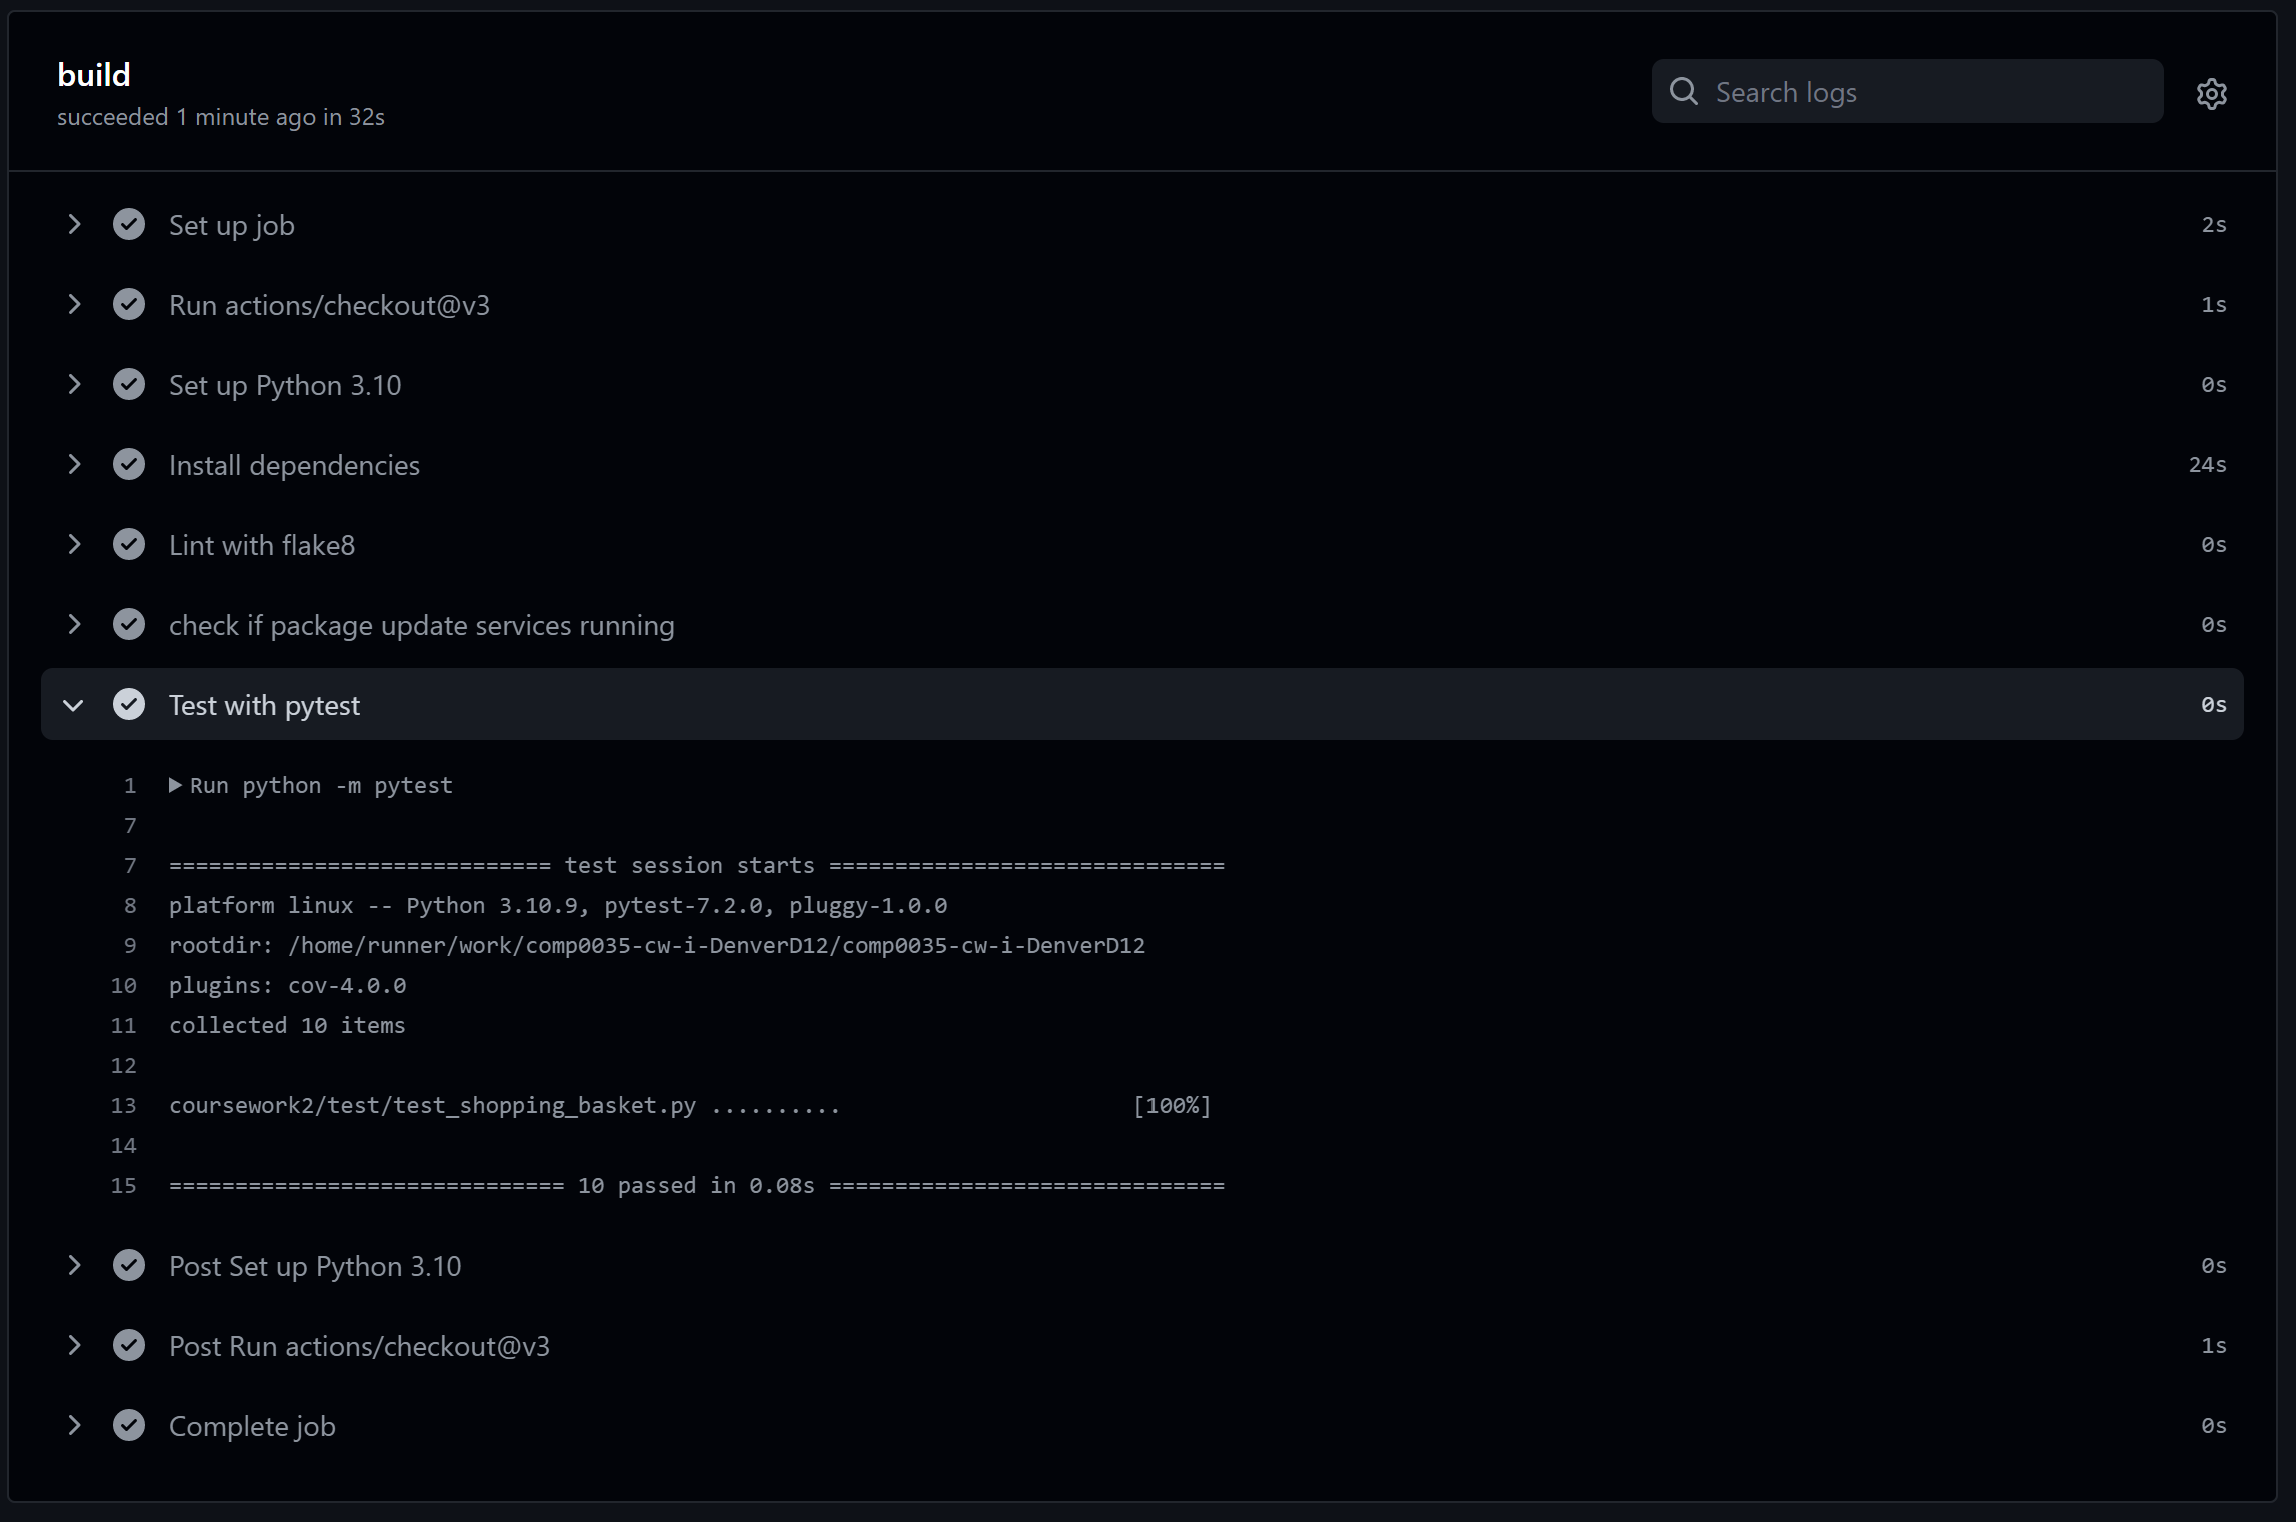 build
succeeded 1 minute ago in 32s
Search logs
Set up job 2s
Run actions/checkout@v3 1s
Set up Python 3.10 0s
Install dependencies 24s
Lint with flake8 0s
check if package update services running 0s
Test with pytest 0s
1 Run python -m pytest
7
7 ============================= test session starts ==============================
8 platform linux -- Python 3.10.9, pytest-7.2.0, pluggy-1.0.0
9 rootdir: /home/runner/work/comp0035-cw-i-DenverD12/comp0035-cw-i-DenverD12
10 plugins: cov-4.0.0
11 collected 10 items
12
13 coursework2/test/test_shopping_basket.py .......... [100%]
14
15 ============================== 10 passed in 0.08s ==============================
Post Set up Python 3.10 0s
Post Run actions/checkout@v3 1s
Complete job 0s